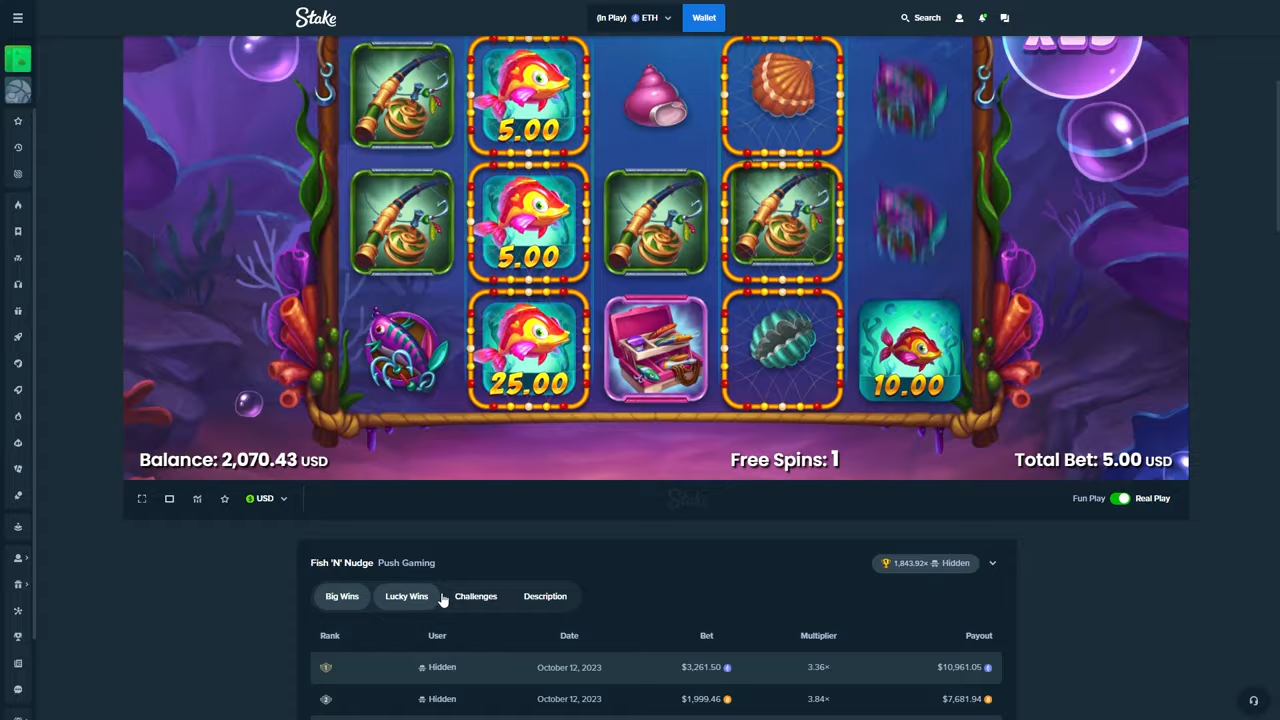 Stake
(In Play) ETH
Wallet
Search
5.00
5.00
25.00
10.00
Balance: 2,070.43 USD
Free Spins: 1
Total Bet: 5.00 USD
USD
Stake
Fun Play
Real Play
Fish 'N' Nudge Push Gaming
1,843.92× Hidden
Big Wins
Lucky Wins
Challenges
Description
Rank User Date Bet Multiplier Payout
1 Hidden October 12, 2023 $3,261.50 3.36× $10,961.05
2 Hidden October 12, 2023 $1,999.46 3.84× $7,681.94